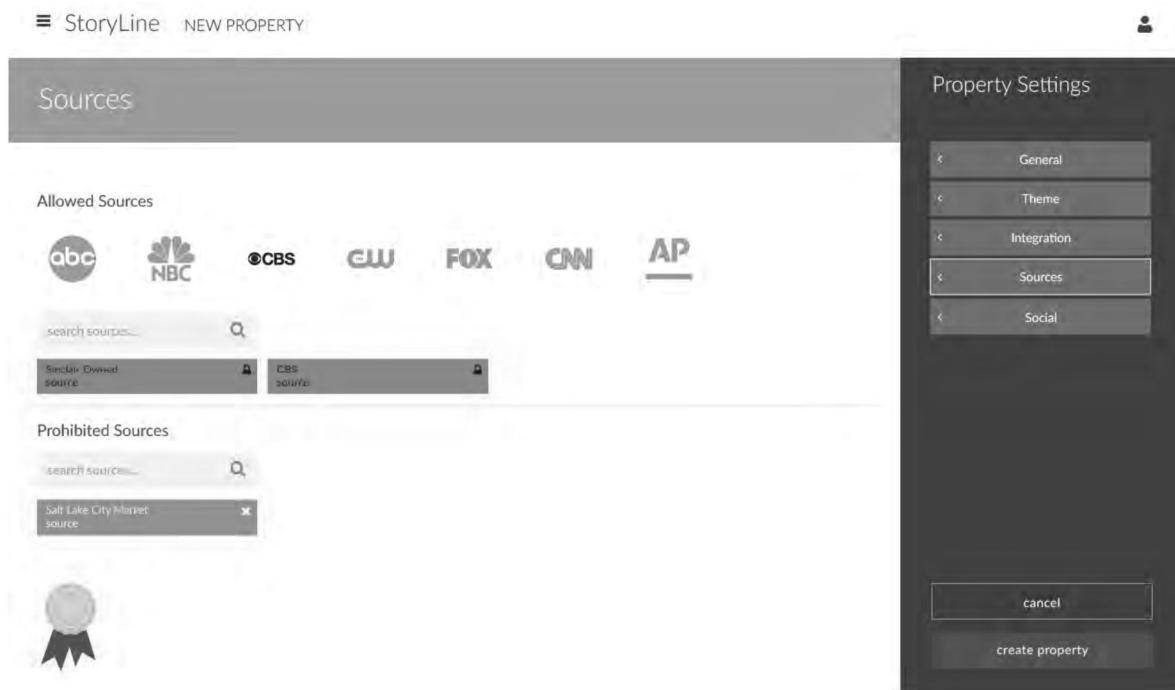 StoryLine NEW PROPERTY
Sources
Allowed Sources
abc NBC CBS CW FOX CNN AP
search sources...
Sinclair Owned
source
CBS
source
Prohibited Sources
search sources...
Salt Lake City Market
source
Property Settings
General
Theme
Integration
Sources
Social
cancel
create property